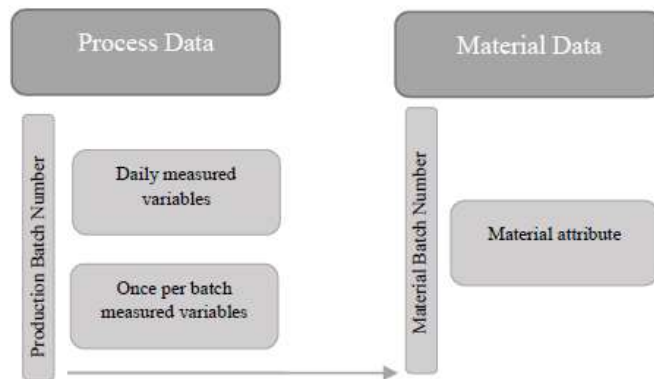 Process Data
Material Data
Production Batch Number
Daily measured
variables
Once per batch
measured variables
Material Batch Number
Material attribute